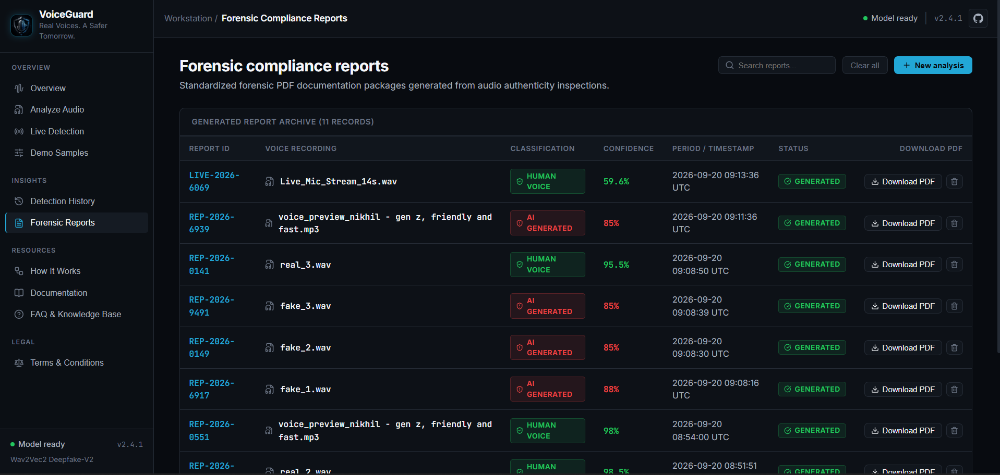 VoiceGuard
Real Voices. A Safer
Tomorrow.
OVERVIEW
Overview
Analyze Audio
Live Detection
Demo Samples
INSIGHTS
Detection History
Forensic Reports
RESOURCES
How It Works
Documentation
FAQ & Knowledge Base
LEGAL
Terms & Conditions
Model ready v2.4.1
Wav2Vec2 Deepfake-V2
Workstation / Forensic Compliance Reports
Model ready v2.4.1
Forensic compliance reports
Standardized forensic PDF documentation packages generated from audio authenticity inspections.
Search reports...
Clear all
+ New analysis
GENERATED REPORT ARCHIVE (11 RECORDS)
REPORT ID VOICE RECORDING CLASSIFICATION CONFIDENCE PERIOD / TIMESTAMP STATUS DOWNLOAD PDF
LIVE-2026-
6069
Live_Mic_Stream_14s.wav
HUMAN
VOICE
59.6%
2026-09-20 09:13:36
UTC
GENERATED
Download PDF
REP-2026-
6939
voice_preview_nikhil - gen z, friendly and
fast.mp3
AI
GENERATED
85%
2026-09-20 09:11:36
UTC
GENERATED
Download PDF
REP-2026-
0141
real_3.wav
HUMAN
VOICE
95.5%
2026-09-20
09:08:50 UTC
GENERATED
Download PDF
REP-2026-
9491
fake_3.wav
AI
GENERATED
85%
2026-09-20
09:08:39 UTC
GENERATED
Download PDF
REP-2026-
0149
fake_2.wav
AI
GENERATED
85%
2026-09-20
09:08:30 UTC
GENERATED
Download PDF
REP-2026-
6917
fake_1.wav
AI
GENERATED
88%
2026-09-20 09:08:16
UTC
GENERATED
Download PDF
REP-2026-
0551
voice_preview_nikhil - gen z, friendly and
fast.mp3
HUMAN
VOICE
98%
2026-09-20
08:54:00 UTC
GENERATED
Download PDF
REP-2026-
real_2.wav
HUMAN
98.5%
2026-09-20 08:51:51
GENERATED
Download PDF